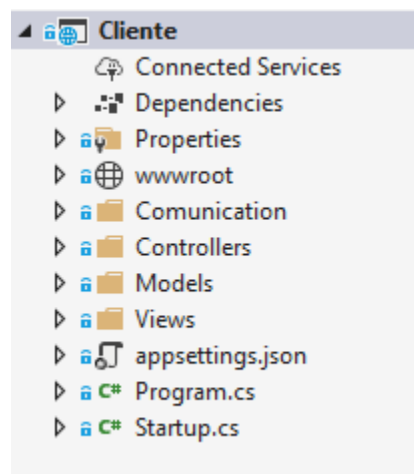 Cliente
Connected Services
Dependencies
Properties
wwwroot
Comunication
Controllers
Models
Views
appsettings.json
C# Program.cs
C# Startup.cs